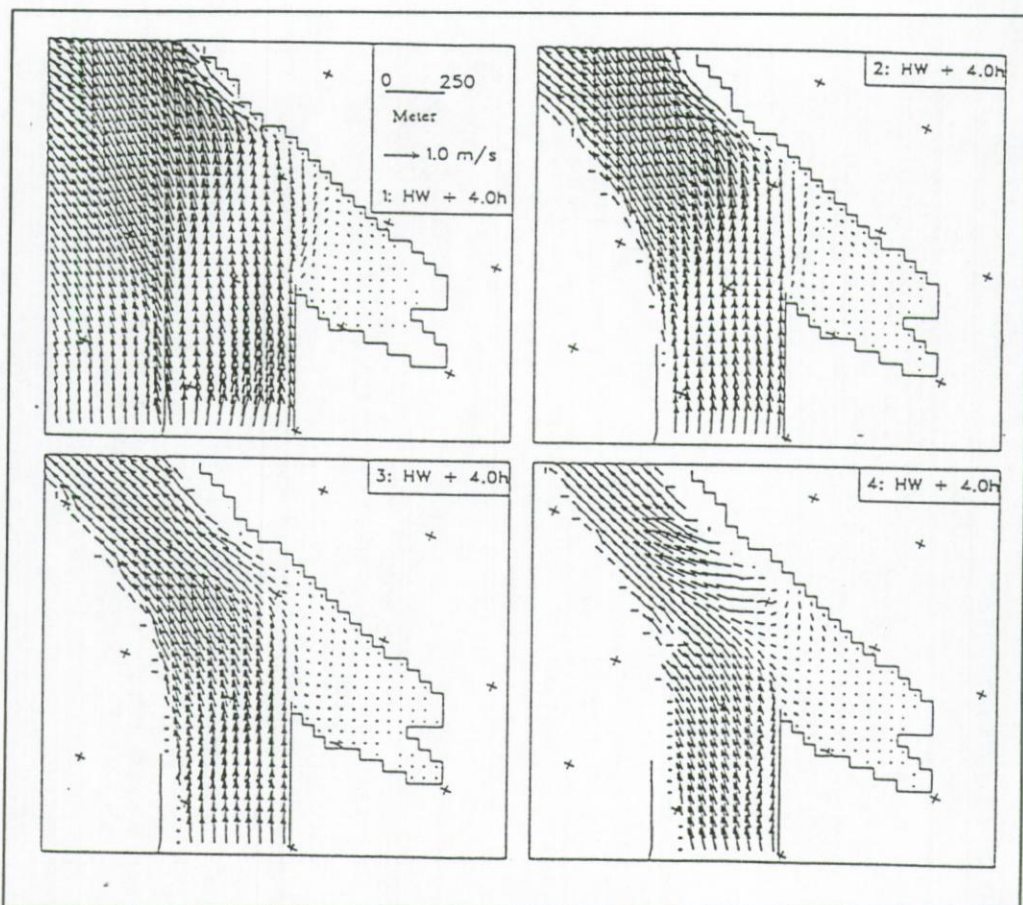 0 250
Meter
1.0 m/s
1: HW + 4.0h
2: HW + 4.0h
3: HW + 4.0h
4: HW + 4.0h